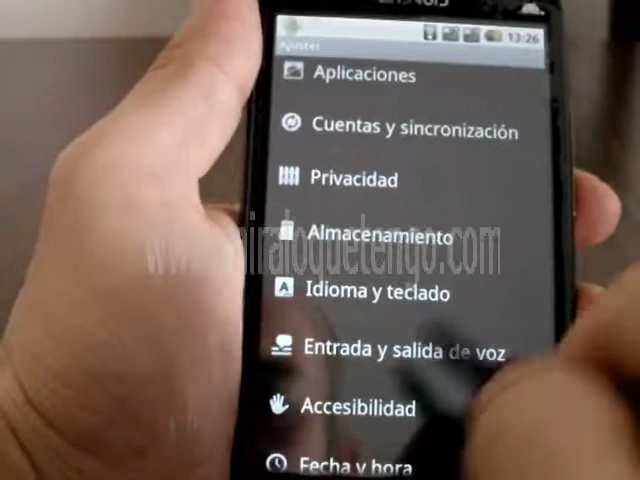 13:26
Ajustes
Aplicaciones
Cuentas y sincronización
Privacidad
Almacenamiento
www.miraloquetengo.com
Idioma y teclado
Entrada y salida de voz
Accesibilidad
Fecha y hora